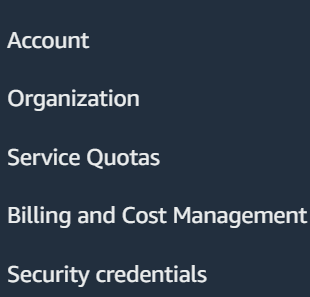 Account
Organization
Service Quotas
Billing and Cost Management
Security credentials